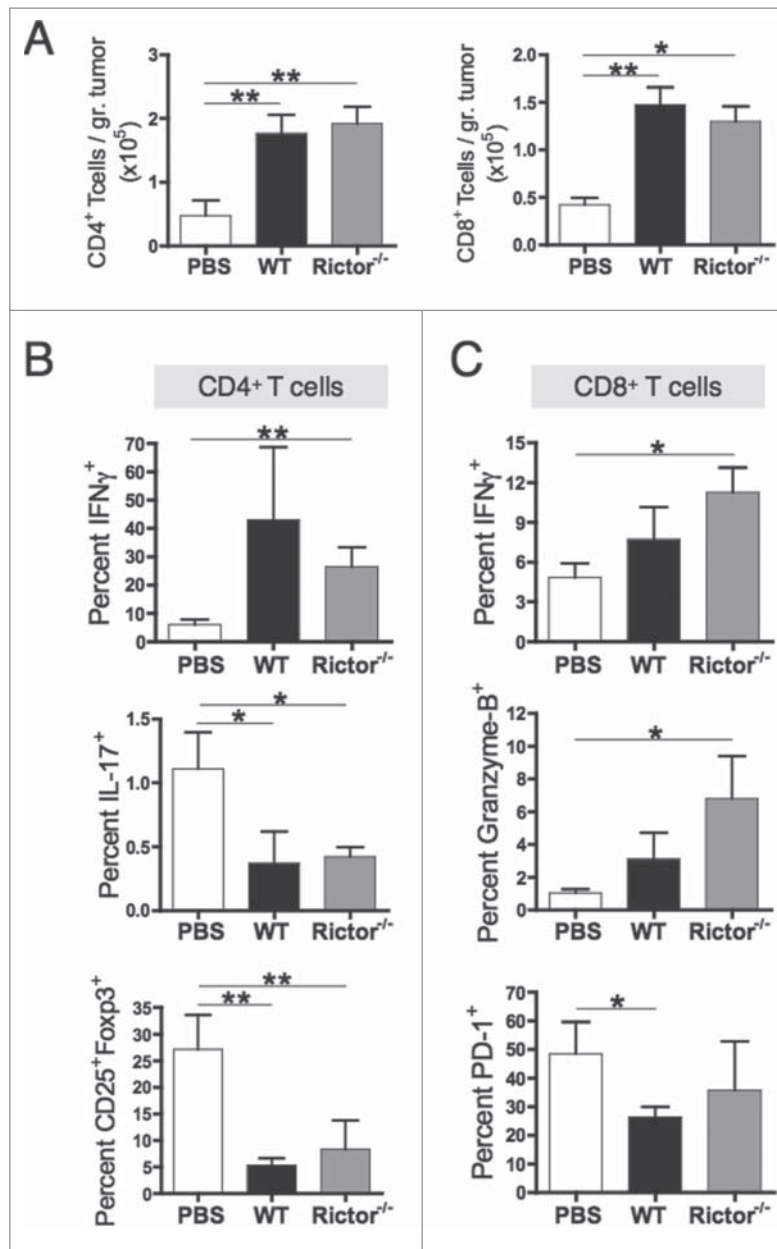 A
CD4⁺ Tcells / gr. tumor
(x10⁵)
3
2
1
0
**
**
PBS WT Rictor⁻/⁻
CD8⁺ Tcells / gr. tumor
(x10⁵)
2.0
1.5
1.0
0.5
0.0
*
**
PBS WT Rictor⁻/⁻
B
CD4⁺ T cells
Percent IFNγ⁺
70
60
50
40
30
20
10
0
**
PBS WT Rictor⁻/⁻
Percent IL-17⁺
1.5
1.0
0.5
0.0
*
*
PBS WT Rictor⁻/⁻
Percent CD25⁺Foxp3⁺
35
30
25
20
15
10
5
0
**
**
PBS WT Rictor⁻/⁻
C
CD8⁺ T cells
Percent IFNγ⁺
15
12
9
6
3
0
*
PBS WT Rictor⁻/⁻
Percent Granzyme-B⁺
12
10
8
6
4
2
0
*
PBS WT Rictor⁻/⁻
Percent PD-1⁺
70
60
50
40
30
20
10
0
*
PBS WT Rictor⁻/⁻